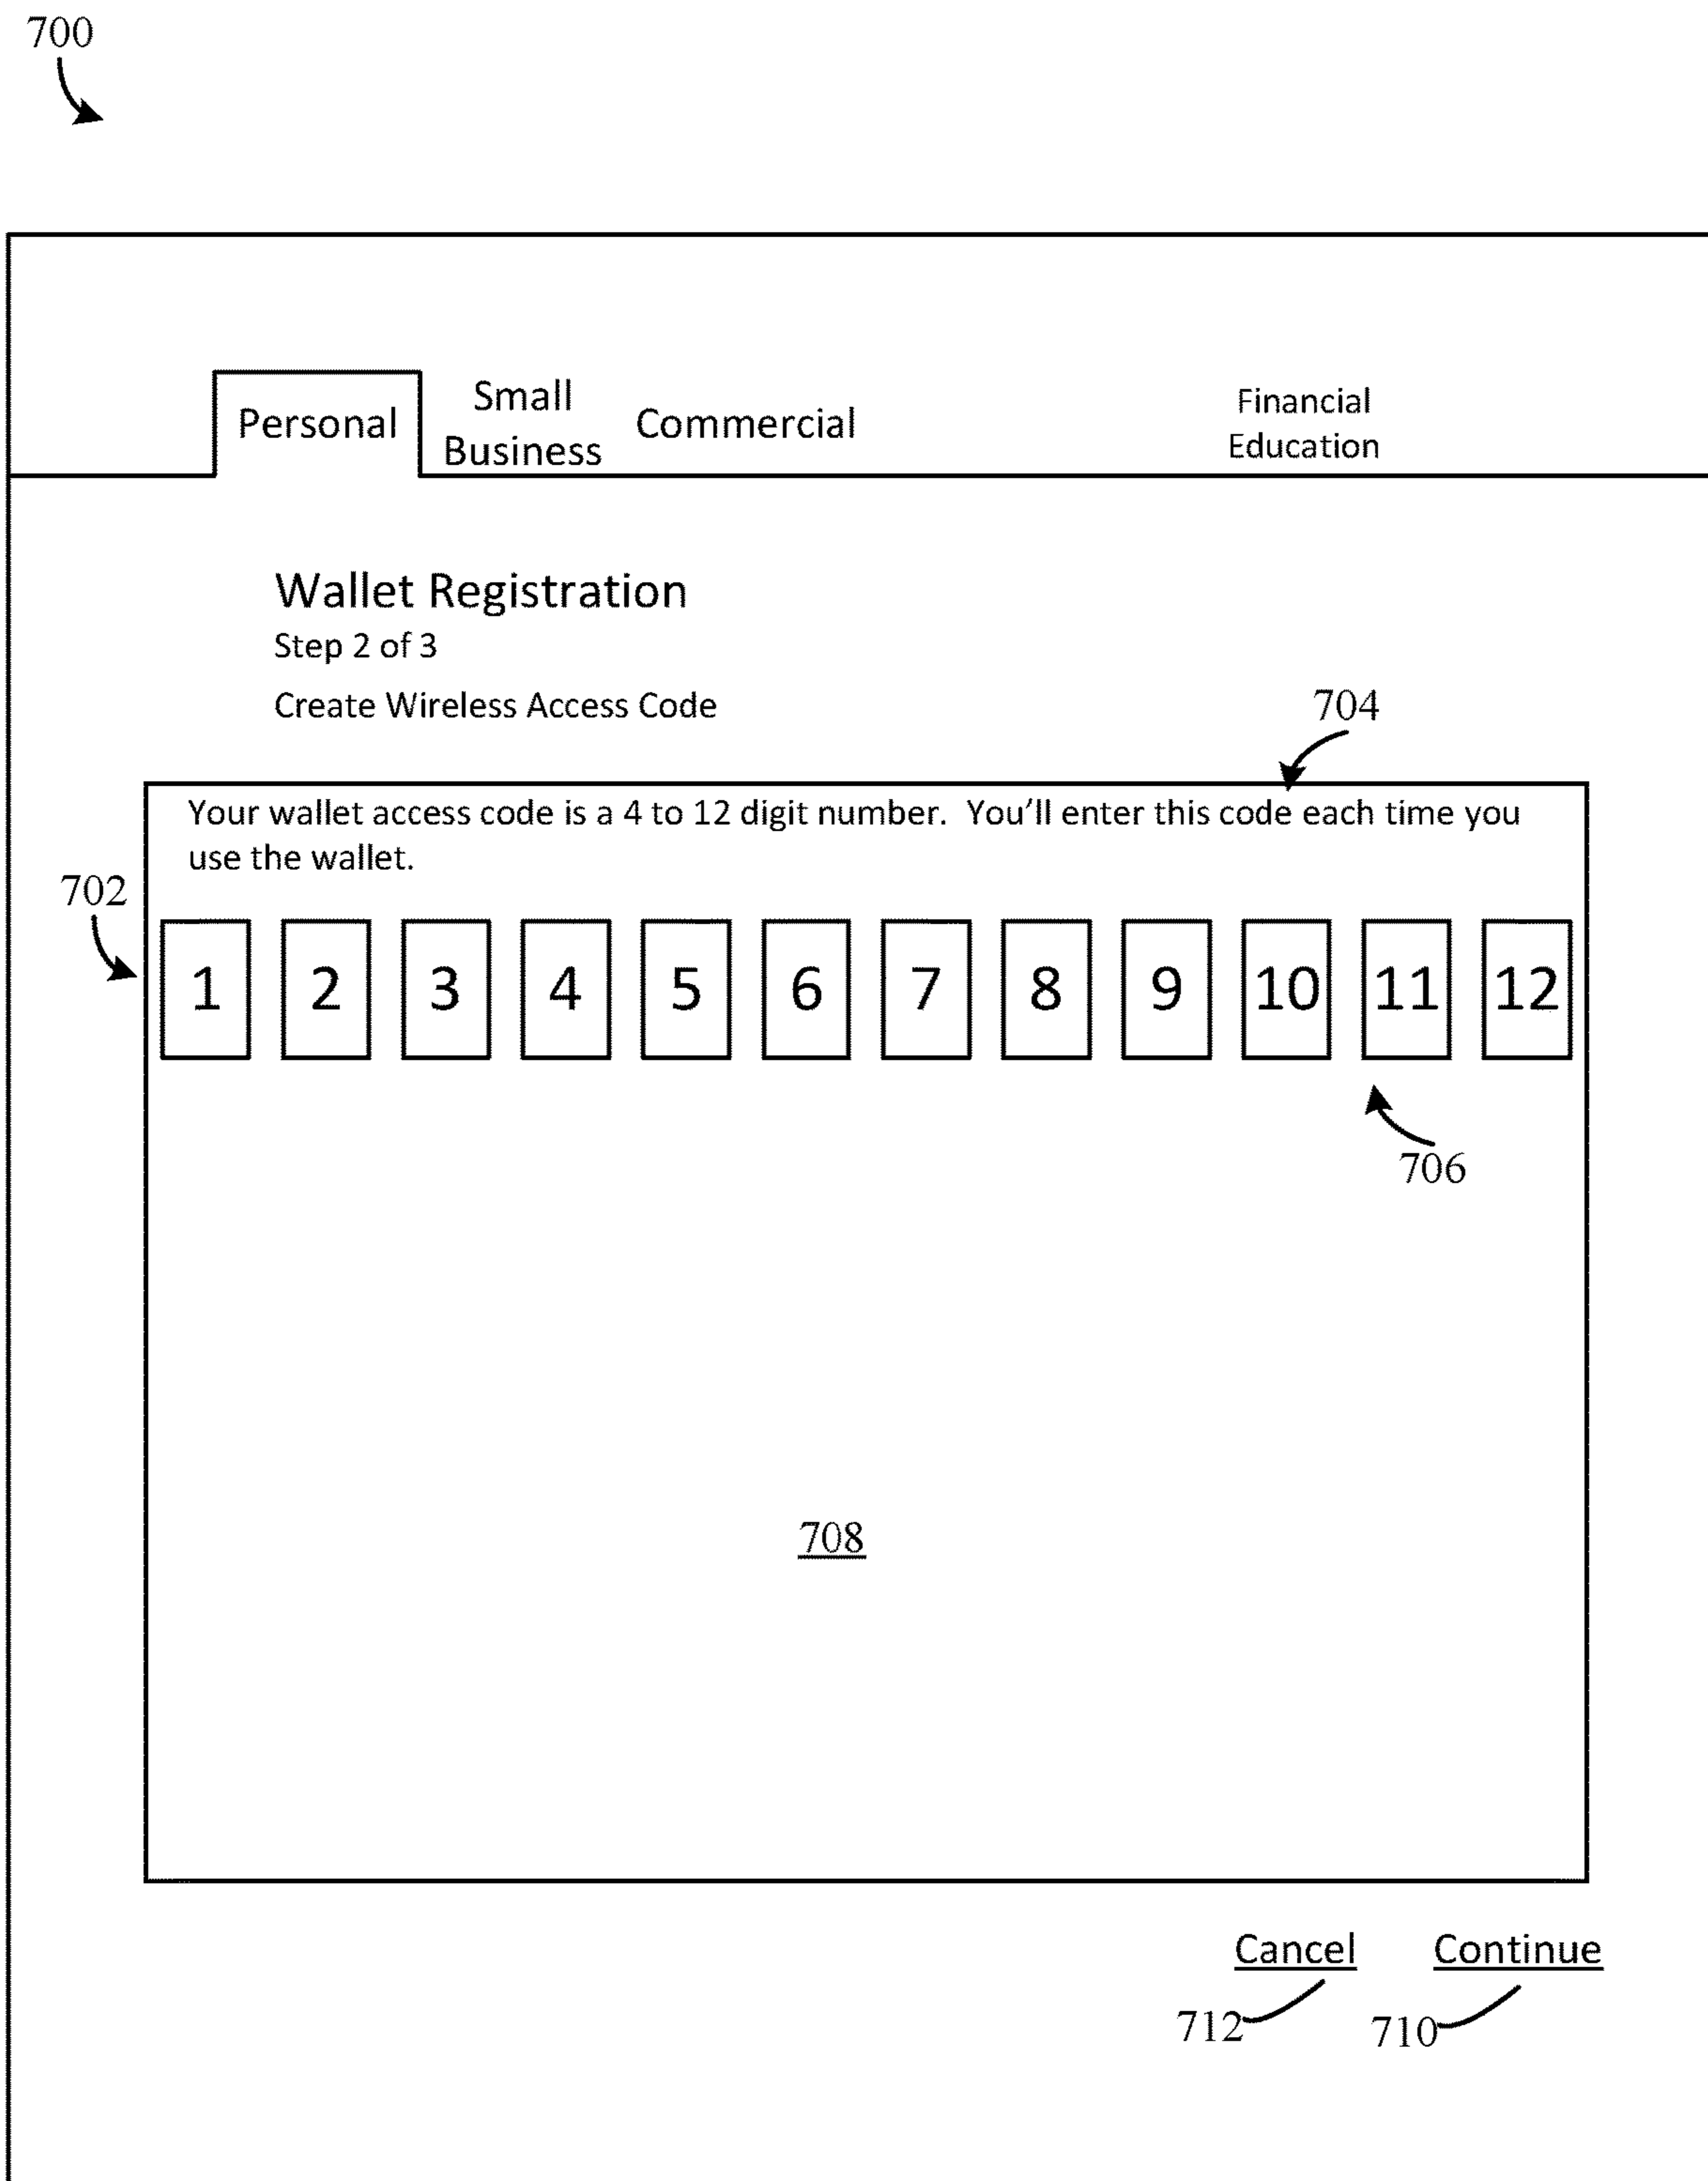 700
Personal
Small
Business
Commercial
Financial
Education
Wallet Registration
Step 2 of 3
Create Wireless Access Code
704
Your wallet access code is a 4 to 12 digit number.  You'll enter this code each time you
use the wallet.
702
1 2 3 4 5 6 7 8 9 10 11 12
706
708
Cancel Continue
712 710